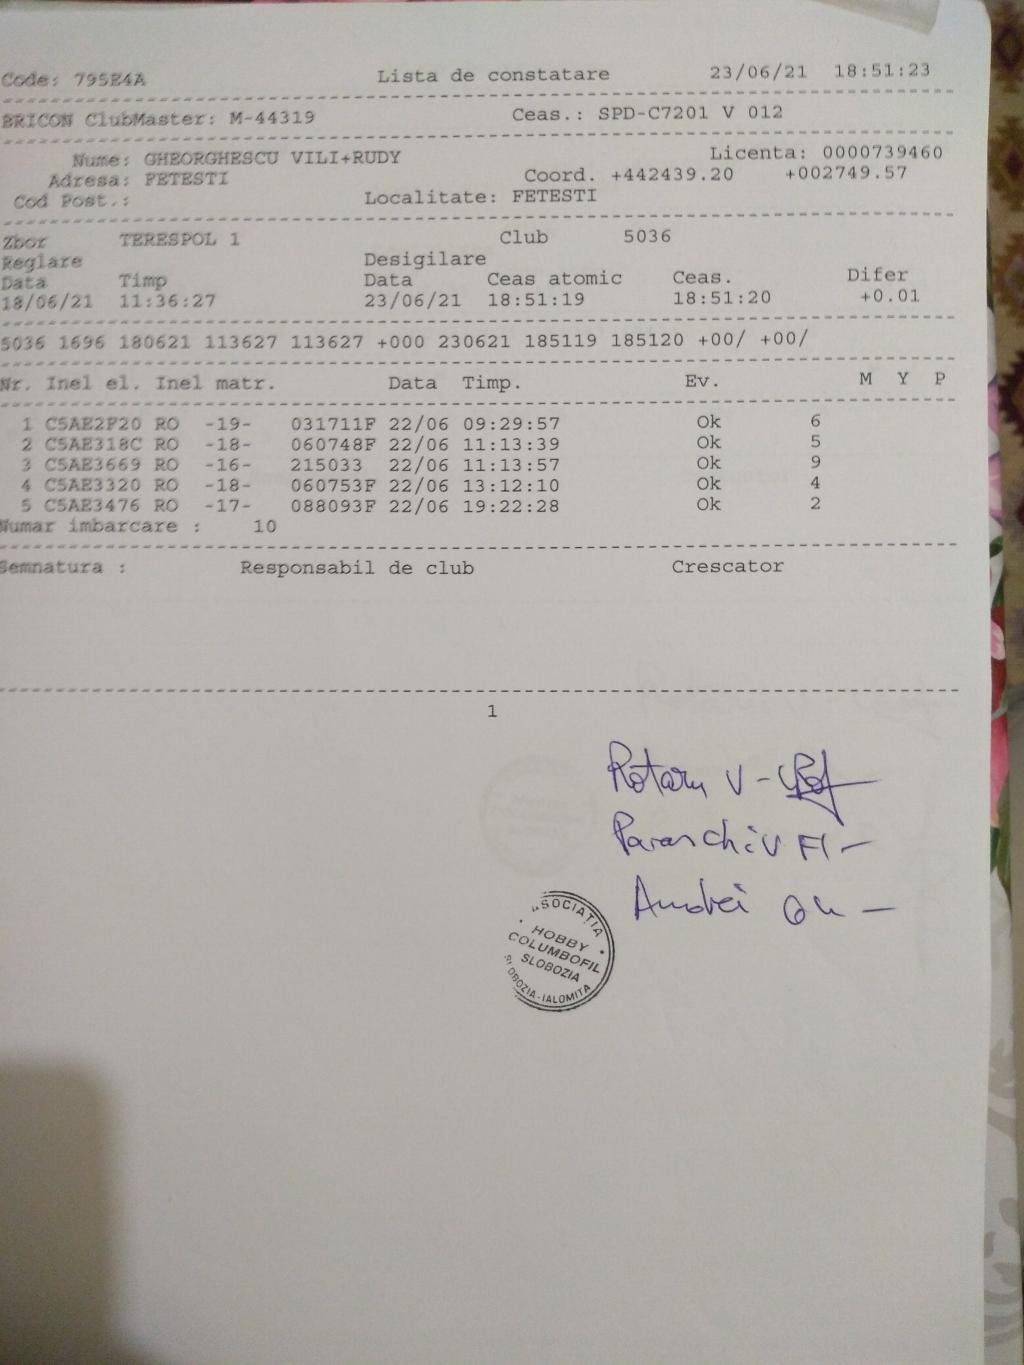 Code: 795E4A Lista de constatare 23/06/21 18:51:23
BRICON ClubMaster: M-44319 Ceas.: SPD-C7201 V 012
Nume: GHEORGHESCU VILI+RUDY Licenta: 0000739460
Adresa: FETESTI Coord. +442439.20 +002749.57
Cod Post.: Localitate: FETESTI
Zbor TERESPOL 1 Club 5036
Reglare Desigilare
Data Timp Data Ceas atomic Ceas. Difer
18/06/21 11:36:27 23/06/21 18:51:19 18:51:20 +0.01
5036 1696 180621 113627 113627 +000 230621 185119 185120 +00/ +00/
Nr. Inel el. Inel matr. Data Timp. Ev. M Y P
1 C5AE2F20 RO -19- 031711F 22/06 09:29:57 Ok 6
2 C5AE318C RO -18- 060748F 22/06 11:13:39 Ok 5
3 C5AE3669 RO -16- 215033 22/06 11:13:57 Ok 9
4 C5AE3320 RO -18- 060753F 22/06 13:12:10 Ok 4
5 C5AE3476 RO -17- 088093F 22/06 19:22:28 Ok 2
Numar imbarcare : 10
Semnatura : Responsabil de club Crescator
1
Rotaru V -
Paraschiv Fl -
Andrei
ASOCIAȚIA
HOBBY
COLUMBOFIL
SLOBOZIA
SLOBOZIA-IALOMITA